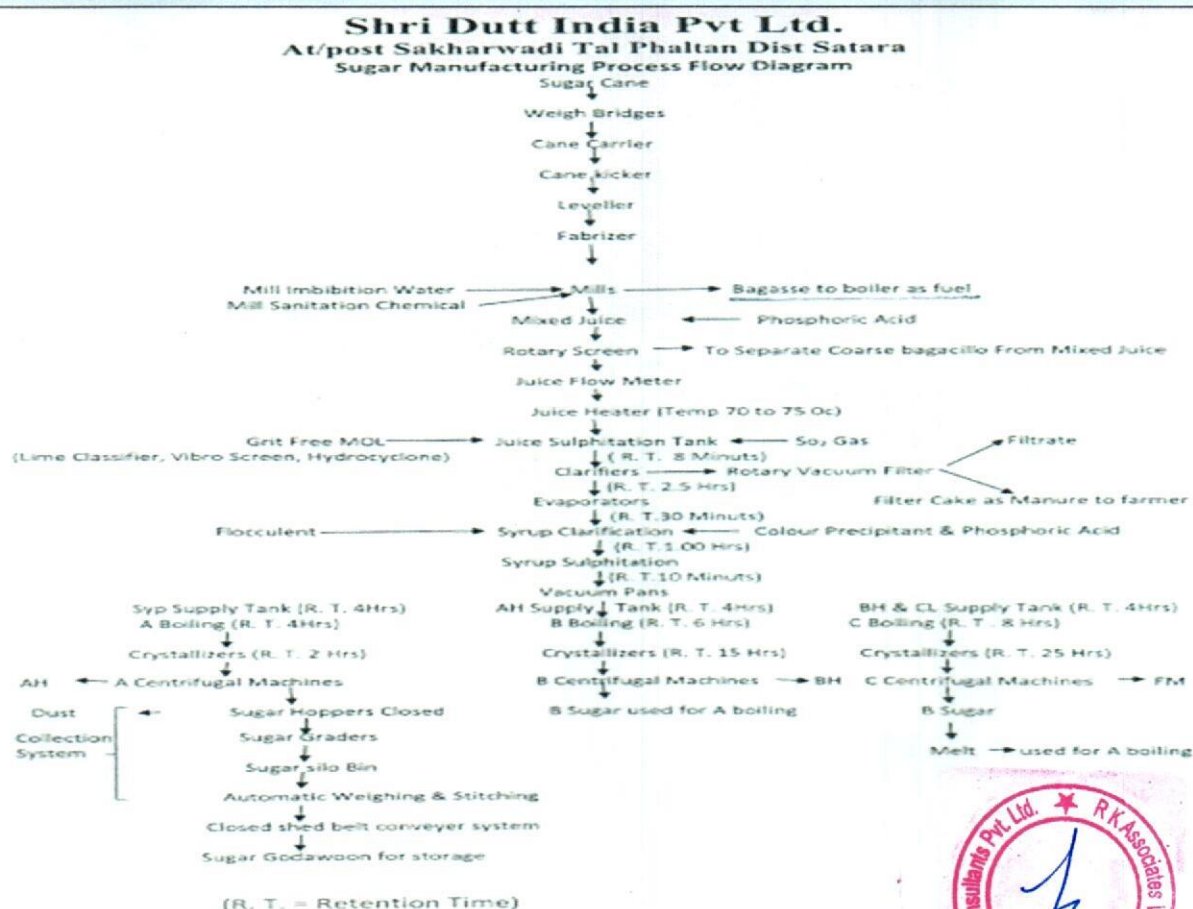 Shri Dutt India Pvt Ltd.
At/post Sakharwadi Tal Phaltan Dist Satara
Sugar Manufacturing Process Flow Diagram
Sugar Cane
Weigh Bridges
Cane Carrier
Cane kicker
Leveller
Fabrizer
Mill Imbibition Water Mills Bagasse to boiler as fuel
Mill Sanitation Chemical
Mixed Juice Phosphoric Acid
Rotary Screen To Separate Coarse bagacillo From Mixed Juice
Juice Flow Meter
Juice Heater (Temp 70 to 75 0c)
Grit Free MOL Juice Sulphitation Tank So₂ Gas Filtrate
(Lime Classifier, Vibro Screen, Hydrocyclone) ( R. T. 8 Minuts)
Clarifiers Rotary Vacuum Filter
(R. T. 2.5 Hrs)
Evaporators Filter Cake as Manure to farmer
(R. T.30 Minuts)
Flocculent Syrup Clarification Colour Precipitant & Phosphoric Acid
(R. T.1.00 Hrs)
Syrup Sulphitation
(R. T.10 Minuts)
Vacuum Pans
Syp Supply Tank (R. T. 4Hrs) AH Supply Tank (R. T. 4Hrs) BH & CL Supply Tank (R. T. 4Hrs)
A Boiling (R. T. 4Hrs) B Boiling (R. T. 6 Hrs) C Boiling (R. T . 8 Hrs)
Crystallizers (R. T. 2 Hrs) Crystallizers (R. T. 15 Hrs) Crystallizers (R. T. 25 Hrs)
AH A Centrifugal Machines B Centrifugal Machines BH C Centrifugal Machines FM
Dust Sugar Hoppers Closed B Sugar used for A boiling B Sugar
Collection Sugar Graders
System Melt used for A boiling
Sugar silo Bin
Automatic Weighing & Stitching
Closed shed belt conveyer system
Sugar Godawoon for storage
(R. T. = Retention Time)
nsultants Pvt. Ltd. ★ R K Associates